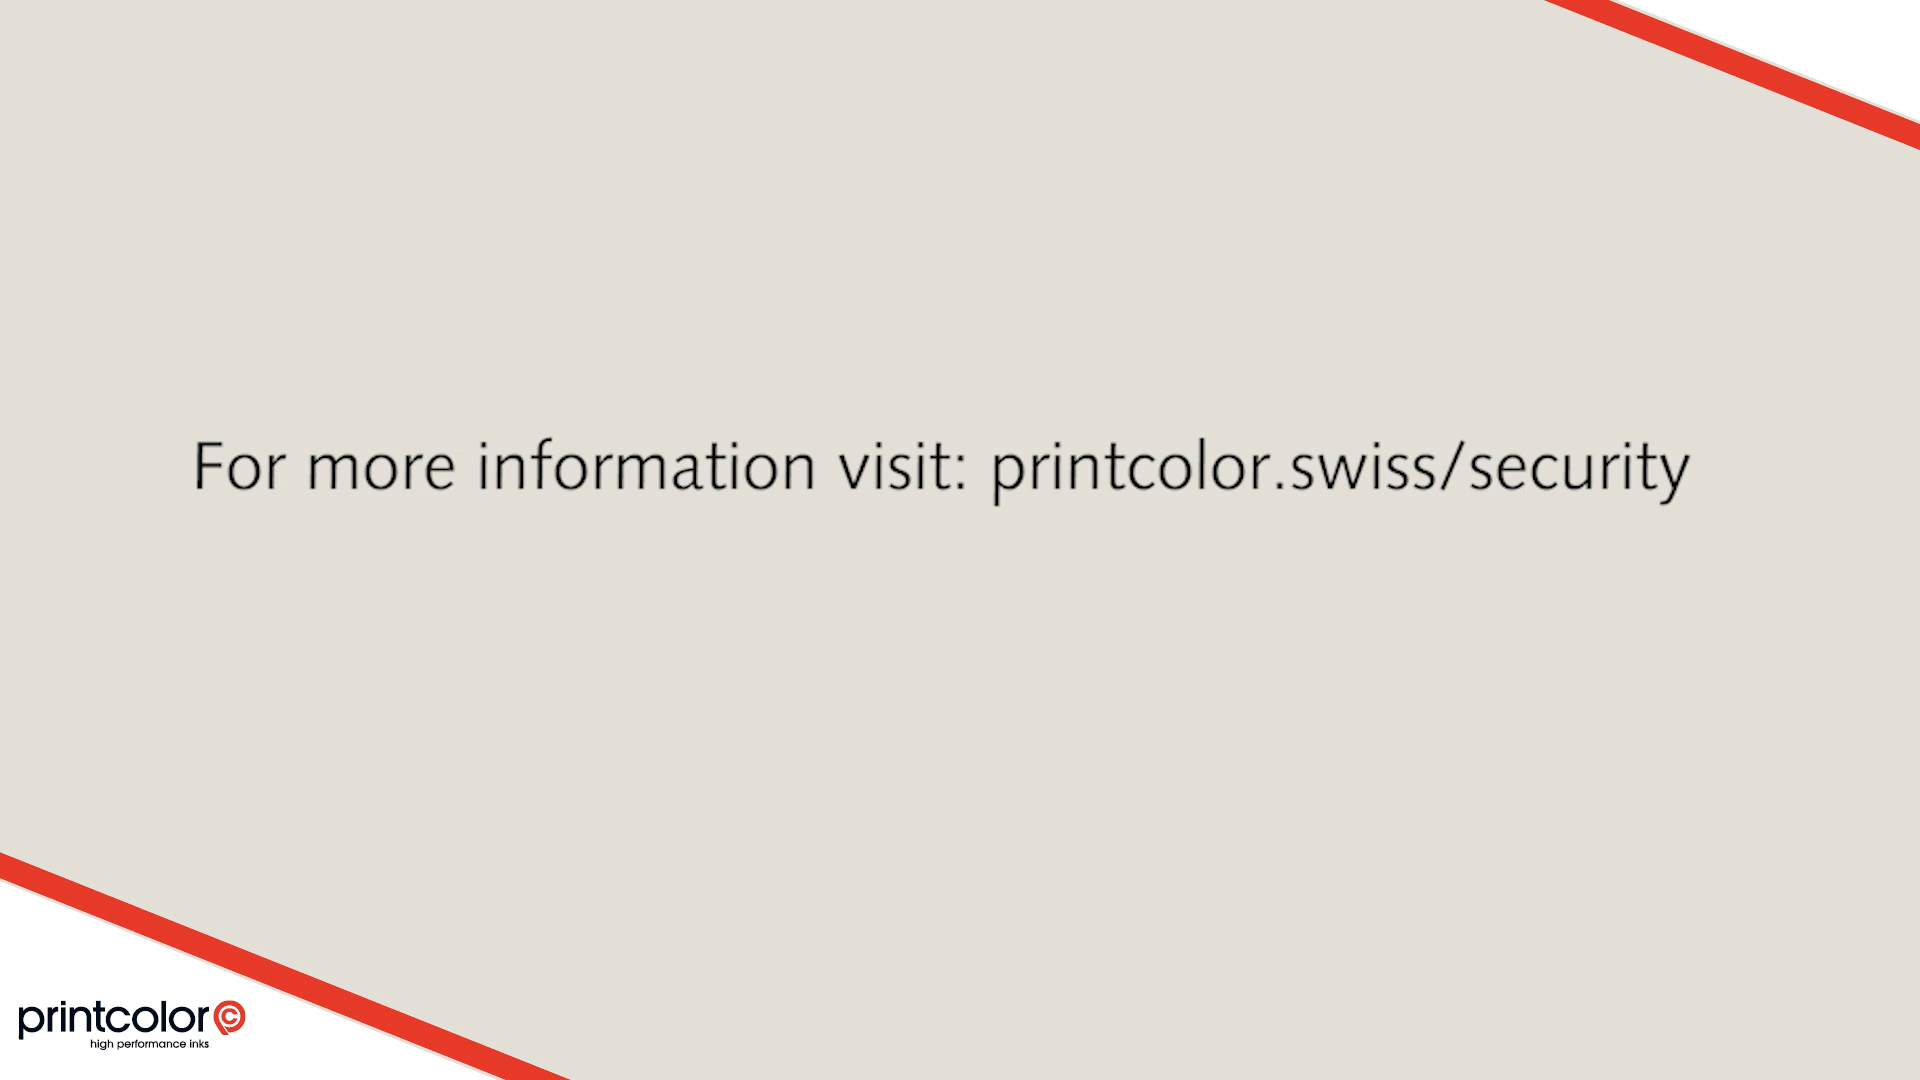 For more information visit: printcolor.swiss/security
printcolor
high performance inks